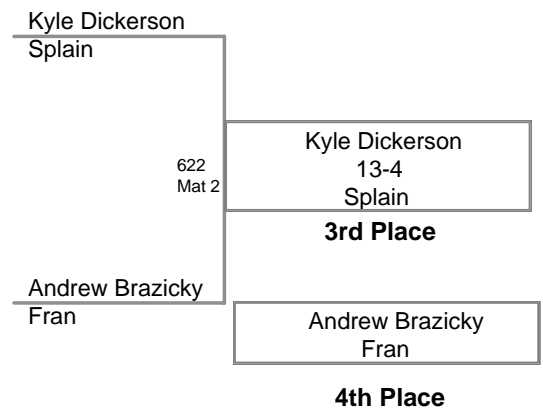 Kyle Dickerson
Splain
622
Mat 2
Kyle Dickerson
13-4
Splain
3rd Place
Andrew Brazicky
Fran
Andrew Brazicky
Fran
4th Place